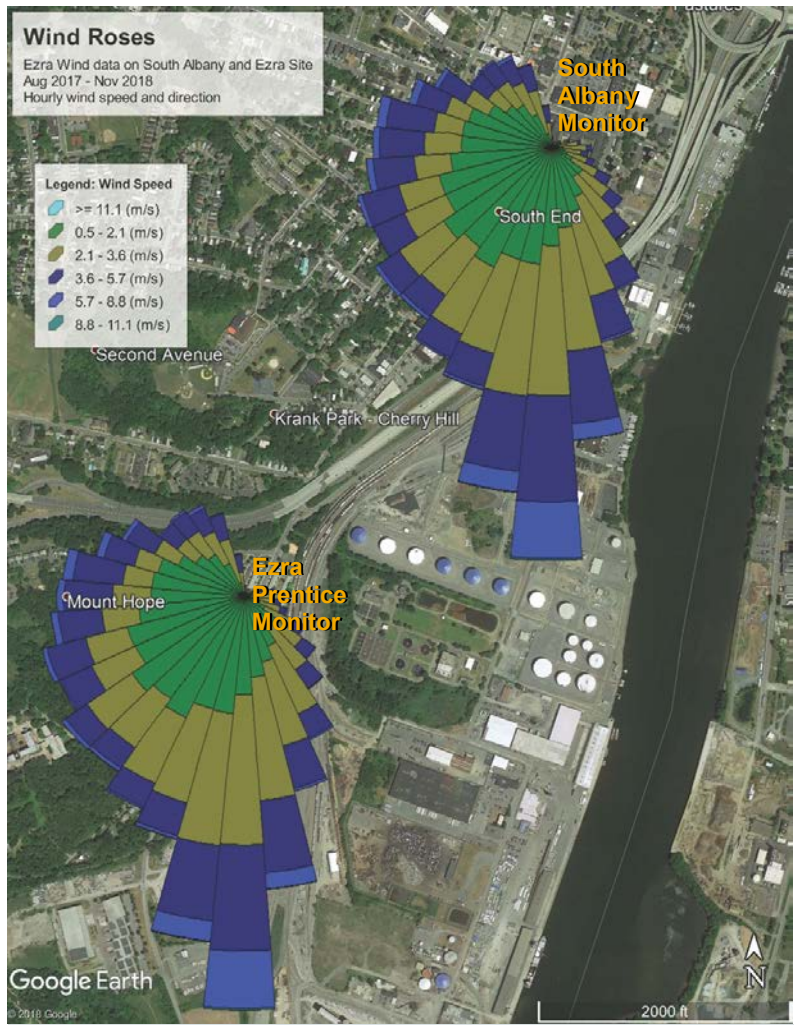 Pastures
Wind Roses
Ezra Wind data on South Albany and Ezra Site
Aug 2017 - Nov 2018
Hourly wind speed and direction
South
Albany
Monitor
Legend: Wind Speed
>= 11.1 (m/s)
0.5 - 2.1 (m/s)
2.1 - 3.6 (m/s)
3.6 - 5.7 (m/s)
5.7 - 8.8 (m/s)
8.8 - 11.1 (m/s)
South End
Second Avenue
Krank Park - Cherry Hill
Ezra
Prentice
Monitor
Mount Hope
Google Earth
N
© 2018 Google
2000 ft